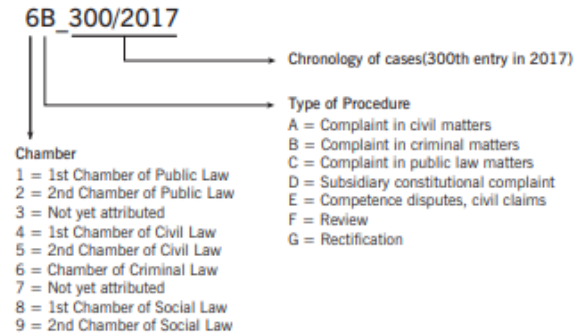 6B_300/2017
Chronology of cases(300th entry in 2017)
Type of Procedure
A = Complaint in civil matters
B = Complaint in criminal matters
C = Complaint in public law matters
D = Subsidiary constitutional complaint
E = Competence disputes, civil claims
F = Review
G = Rectification
Chamber
1 = 1st Chamber of Public Law
2 = 2nd Chamber of Public Law
3 = Not yet attributed
4 = 1st Chamber of Civil Law
5 = 2nd Chamber of Civil Law
6 = Chamber of Criminal Law
7 = Not yet attributed
8 = 1st Chamber of Social Law
9 = 2nd Chamber of Social Law